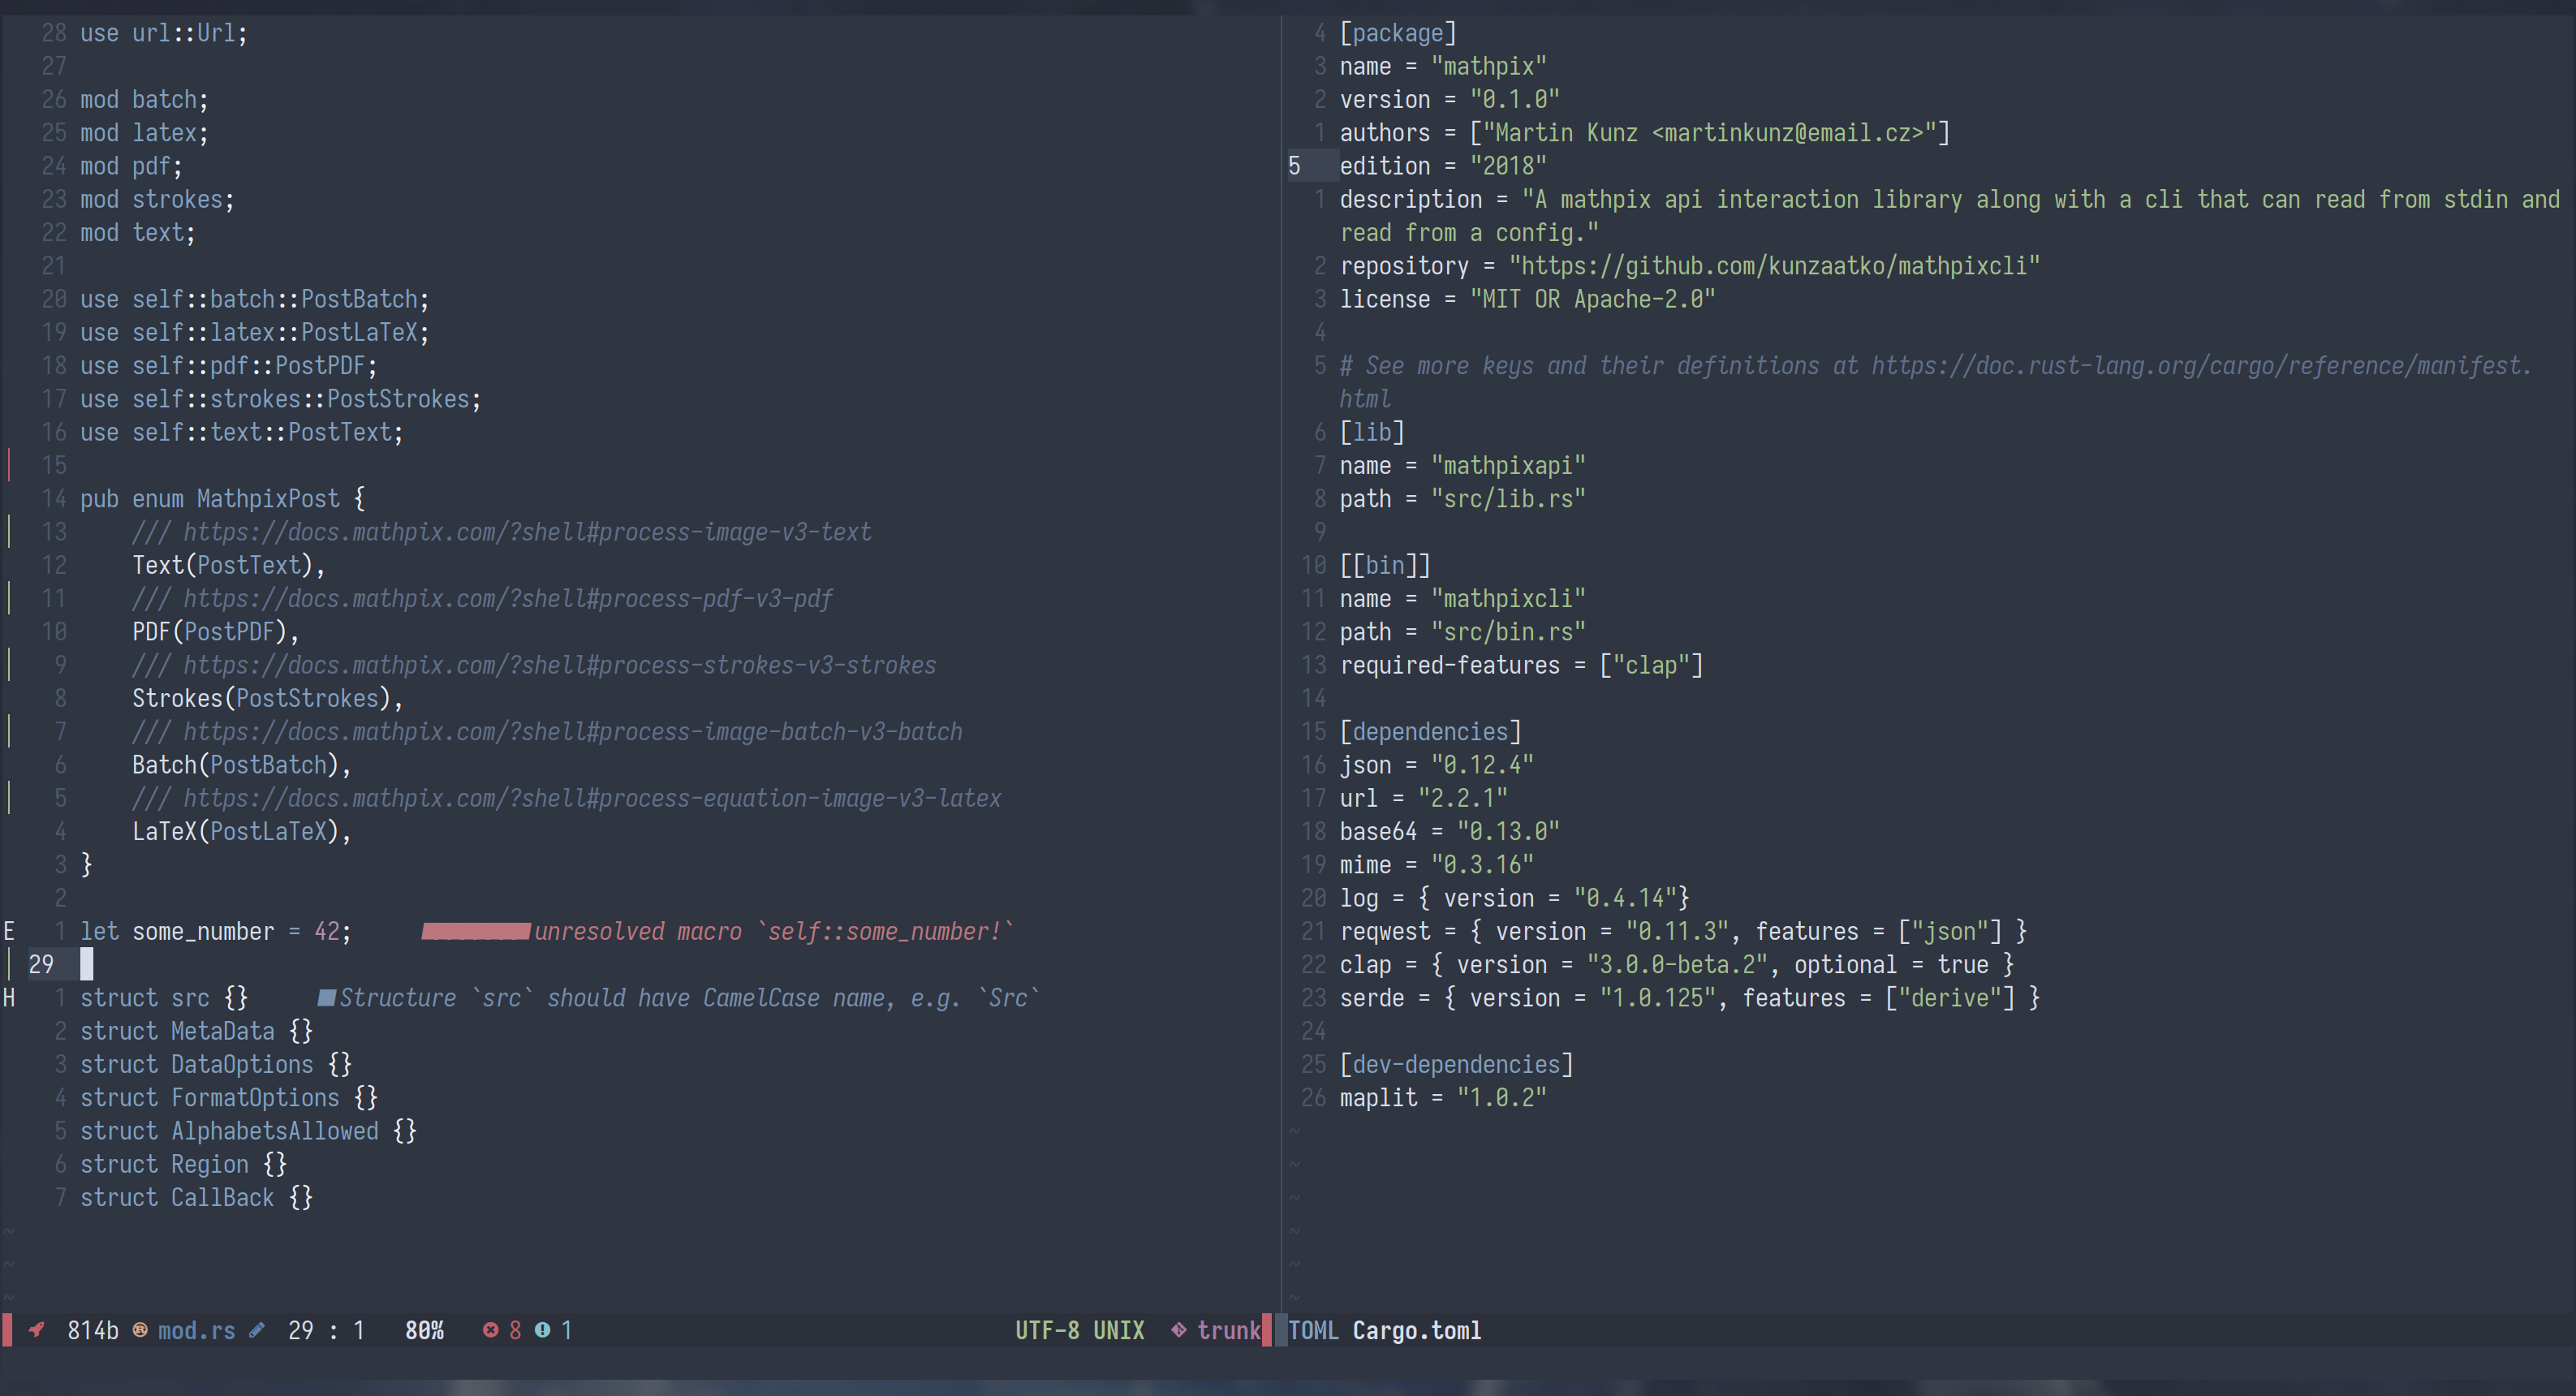 28 use url::Url;
27
26 mod batch;
25 mod latex;
24 mod pdf;
23 mod strokes;
22 mod text;
21
20 use self::batch::PostBatch;
19 use self::latex::PostLaTeX;
18 use self::pdf::PostPDF;
17 use self::strokes::PostStrokes;
16 use self::text::PostText;
15
14 pub enum MathpixPost {
13     /// https://docs.mathpix.com/?shell#process-image-v3-text
12     Text(PostText),
11     /// https://docs.mathpix.com/?shell#process-pdf-v3-pdf
10     PDF(PostPDF),
9     /// https://docs.mathpix.com/?shell#process-strokes-v3-strokes
8     Strokes(PostStrokes),
7     /// https://docs.mathpix.com/?shell#process-image-batch-v3-batch
6     Batch(PostBatch),
5     /// https://docs.mathpix.com/?shell#process-equation-image-v3-latex
4     LaTeX(PostLaTeX),
3 }
2
E 1 let some_number = 42; unresolved macro `self::some_number!`
29
H 1 struct src {} Structure `src` should have CamelCase name, e.g. `Src`
2 struct MetaData {}
3 struct DataOptions {}
4 struct FormatOptions {}
5 struct AlphabetsAllowed {}
6 struct Region {}
7 struct CallBack {}
~
~
~
814b mod.rs 29 : 1 80% 8 1 UTF-8 UNIX trunk
4 [package]
3 name = "mathpix"
2 version = "0.1.0"
1 authors = ["Martin Kunz <martinkunz@email.cz>"]
5 edition = "2018"
1 description = "A mathpix api interaction library along with a cli that can read from stdin and
read from a config."
2 repository = "https://github.com/kunzaatko/mathpixcli"
3 license = "MIT OR Apache-2.0"
4
5 # See more keys and their definitions at https://doc.rust-lang.org/cargo/reference/manifest.
html
6 [lib]
7 name = "mathpixapi"
8 path = "src/lib.rs"
9
10 [[bin]]
11 name = "mathpixcli"
12 path = "src/bin.rs"
13 required-features = ["clap"]
14
15 [dependencies]
16 json = "0.12.4"
17 url = "2.2.1"
18 base64 = "0.13.0"
19 mime = "0.3.16"
20 log = { version = "0.4.14"}
21 reqwest = { version = "0.11.3", features = ["json"] }
22 clap = { version = "3.0.0-beta.2", optional = true }
23 serde = { version = "1.0.125", features = ["derive"] }
24
25 [dev-dependencies]
26 maplit = "1.0.2"
~
~
~
~
~
~
TOML Cargo.toml